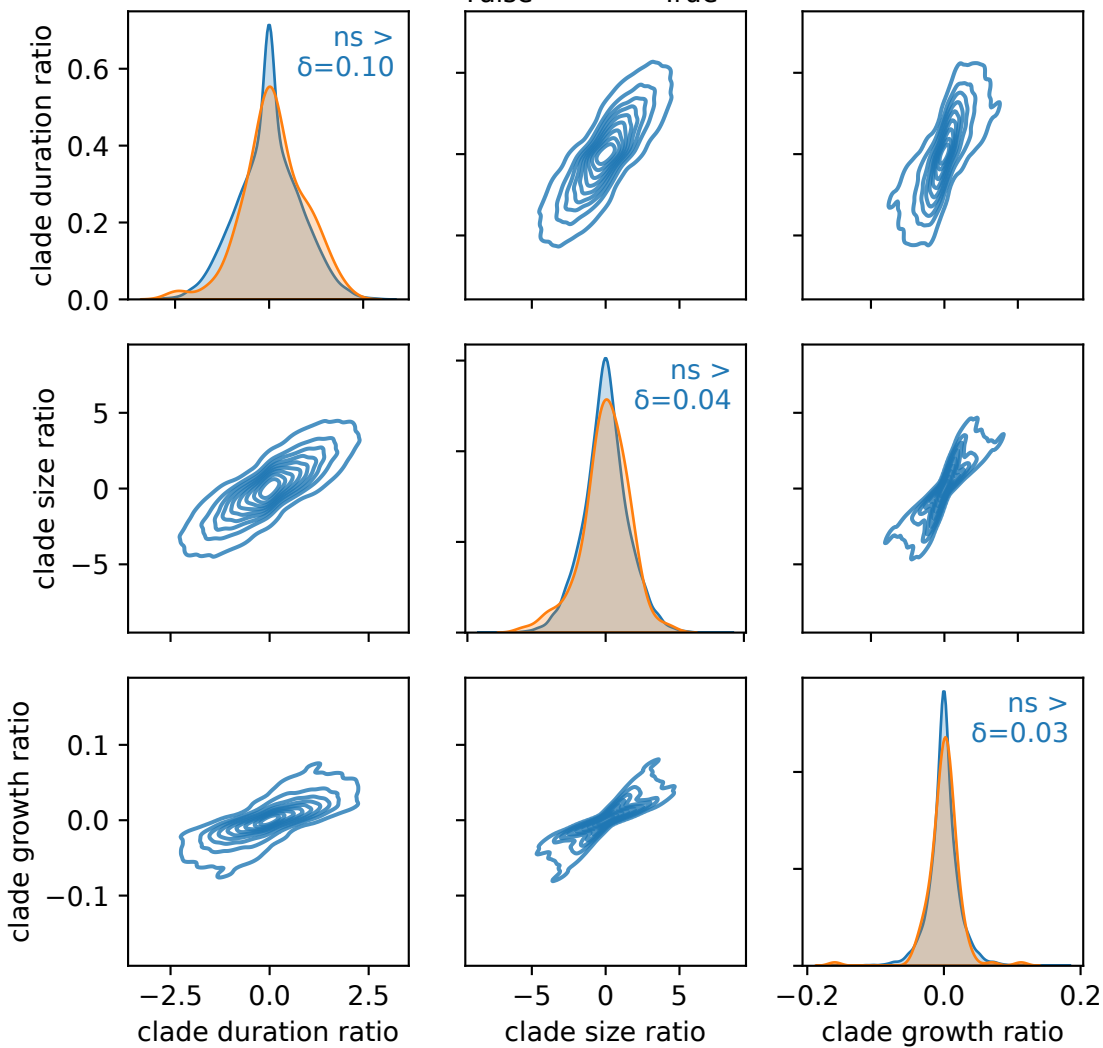 True
clade duration ratio
0.6
0.4
0.2
0.0
ns >
δ=0.10
clade size ratio
5
0
−5
ns >
δ=0.04
clade growth ratio
0.1
0.0
−0.1
ns >
δ=0.03
−2.5 0.0 2.5
−5 0 5
−0.2 0.0 0.2
clade duration ratio
clade size ratio
clade growth ratio